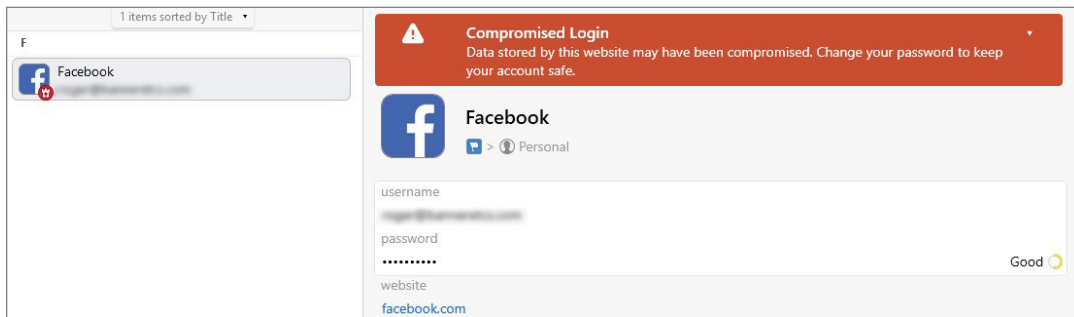 1 items sorted by Title
F
Facebook
Compromised Login
Data stored by this website may have been compromised. Change your password to keep
your account safe.
Facebook
> Personal
username
password
••••••••••
Good
website
facebook.com